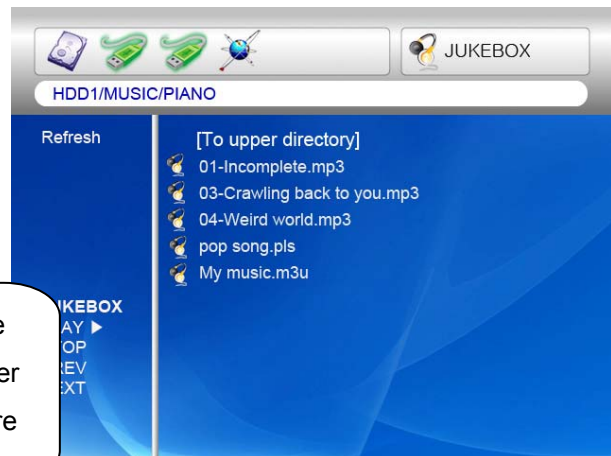 JUKEBOX
HDD1/MUSIC/PIANO
Refresh
[To upper directory]
01-Incomplete.mp3
03-Crawling back to you.mp3
04-Weird world.mp3
pop song.pls
My music.m3u